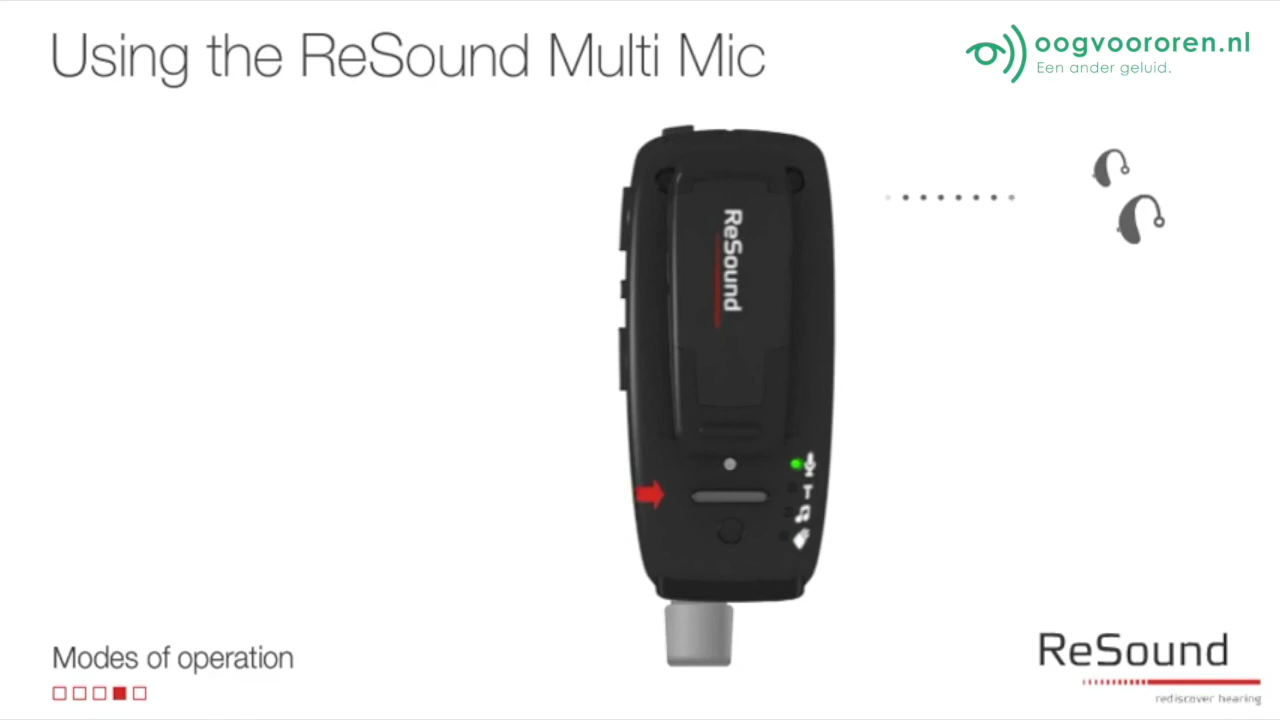 Using the ReSound Multi Mic
oogvoororen.nl
Een ander geluid.
ReSound
T
Modes of operation
ReSound
rediscover hearing